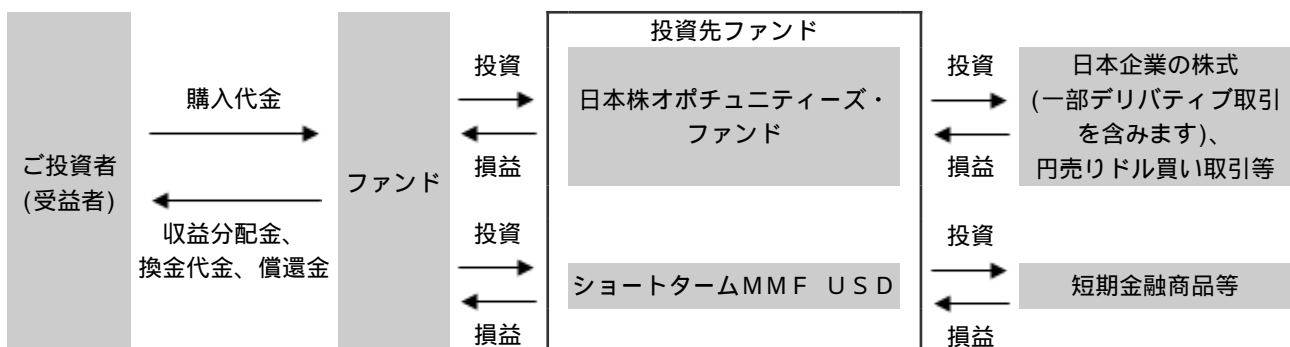 投資先ファンド
ご投資者
(受益者)
購入代金
収益分配金、
換金代金、償還金
ファンド
投資
損益
日本株オポチュニティーズ・
ファンド
投資
損益
日本企業の株式
(一部デリバティブ取引
を含みます)、
円売りドル買い取引等
投資
損益
ショートタームＭＭＦ　ＵＳＤ
投資
損益
短期金融商品等